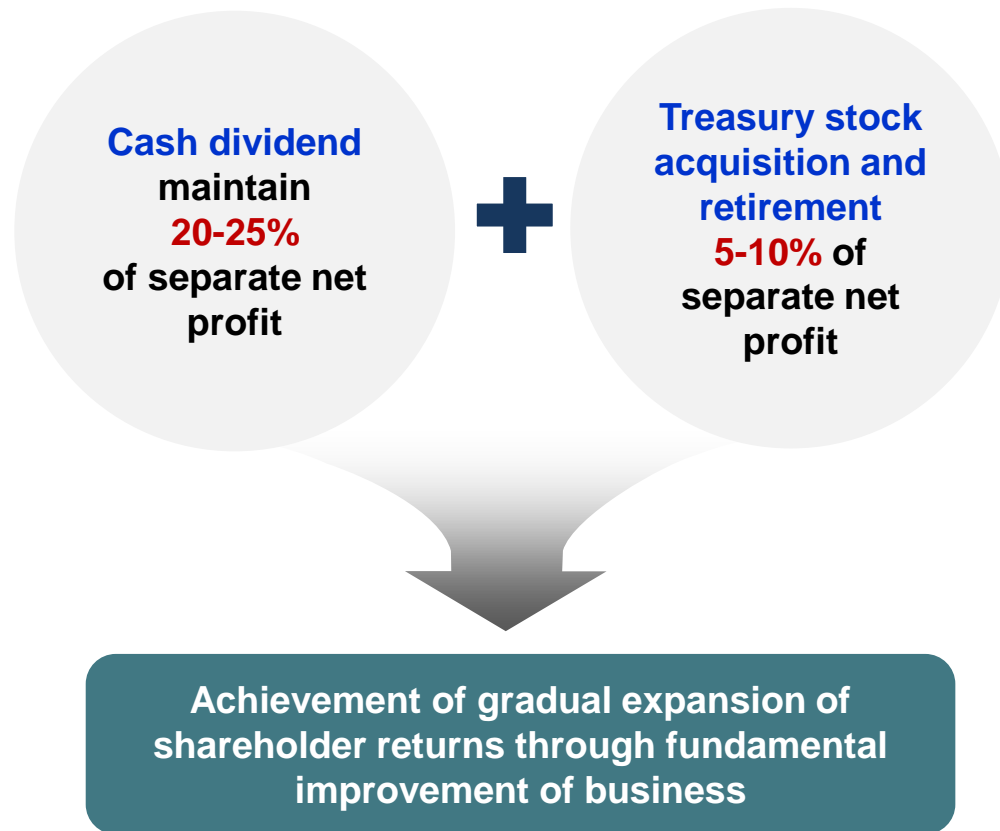 Cash dividend
maintain
20-25%
of separate net
profit
Treasury stock
acquisition and
retirement
5-10% of
separate net
profit
Achievement of gradual expansion of
shareholder returns through fundamental
improvement of business